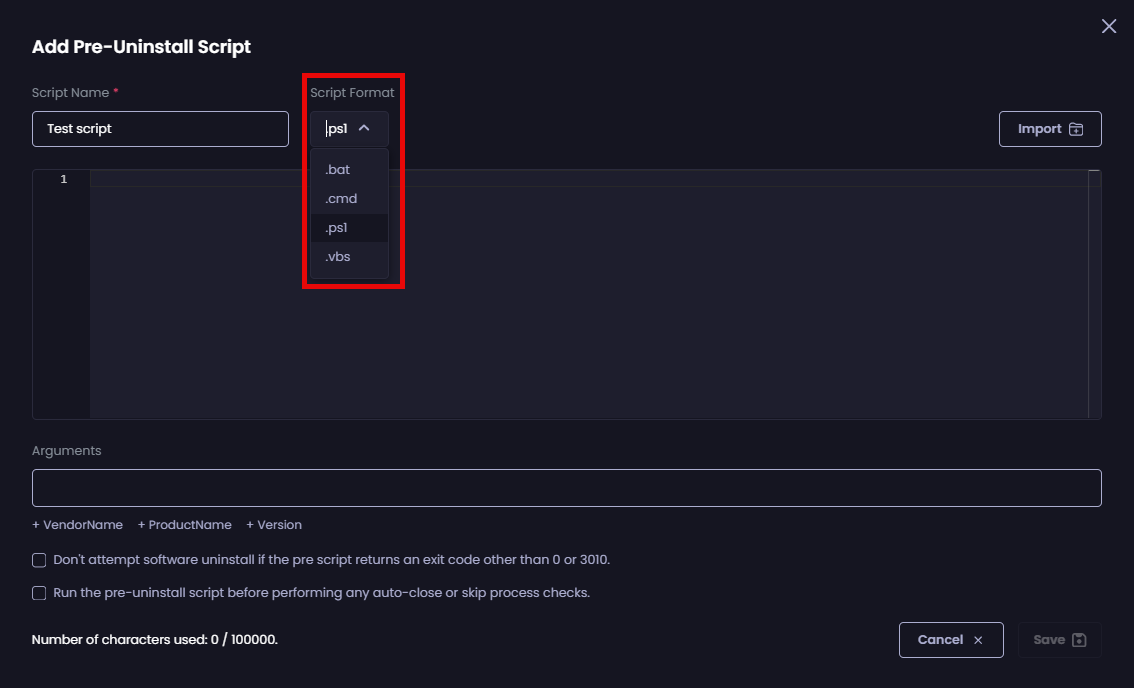 Add Pre-Uninstall Script
Script Name *
Script Format
Test script
.ps1
Import
.bat
.cmd
.ps1
.vbs
1
Arguments
+ VendorName + ProductName + Version
Don't attempt software uninstall if the pre script returns an exit code other than 0 or 3010.
Run the pre-uninstall script before performing any auto-close or skip process checks.
Number of characters used: 0 / 100000.
Cancel
Save